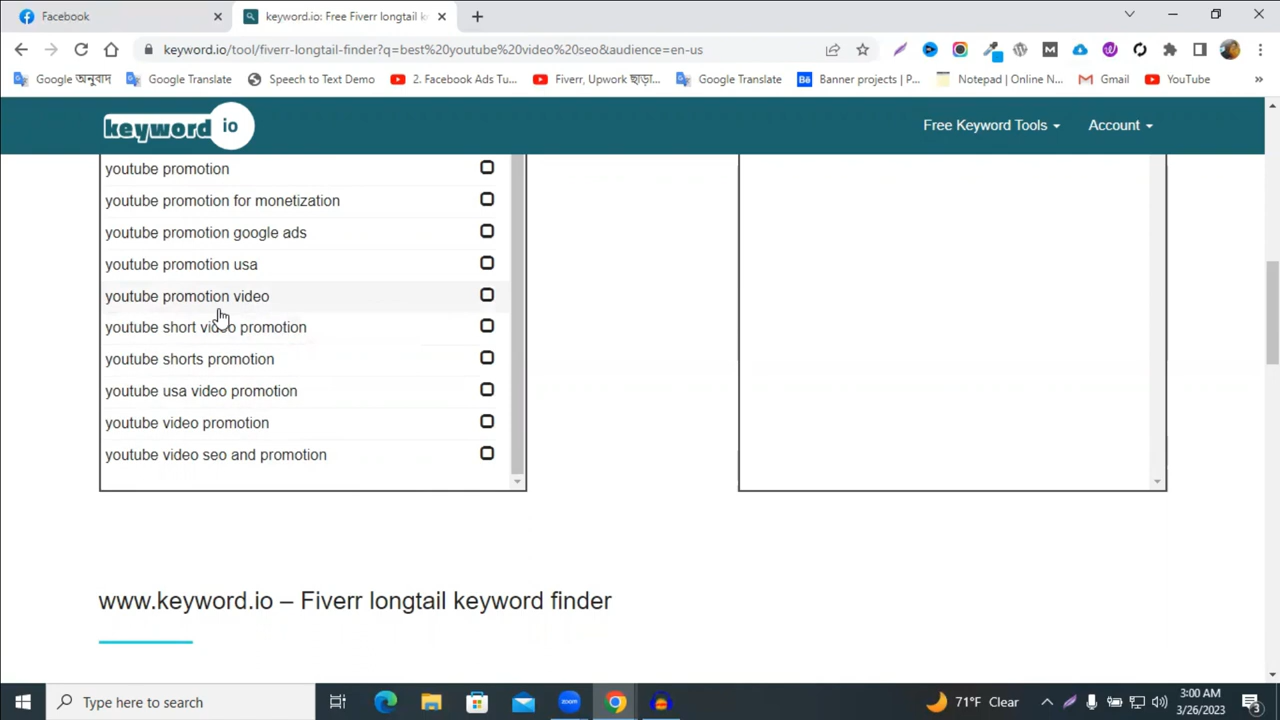 Facebook
keyword.io: Free Fiverr longtail k
keyword.io/tool/fiverr-longtail-finder?q=best%20youtube%20video%20seo&audience=en-us
Google অনুবাদ
Google Translate
Speech to Text Demo
2. Facebook Ads Tu...
Fiverr, Upwork ছাড়া...
Google Translate
Banner projects | P...
Notepad | Online N...
Gmail
YouTube
keyword io
Free Keyword Tools
Account
youtube promotion
youtube promotion for monetization
youtube promotion google ads
youtube promotion usa
youtube promotion video
youtube short video promotion
youtube shorts promotion
youtube usa video promotion
youtube video promotion
youtube video seo and promotion
www.keyword.io – Fiverr longtail keyword finder
Type here to search
zoom
71°F Clear
3:00 AM
3/26/2023
3